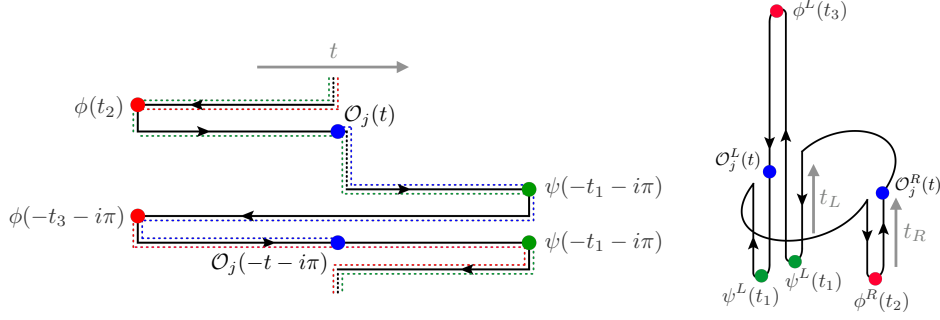 t
φ(t₂)
𝒪ⱼ(t)
ψ(−t₁ − iπ)
φ(−t₃ − iπ)
𝒪ⱼ(−t − iπ)
ψ(−t₁ − iπ)
φᴸ(t₃)
𝒪ⱼᴸ(t)
𝒪ⱼᴿ(t)
t_L
t_R
ψᴸ(t₁)
ψᴸ(t₁)
φᴿ(t₂)